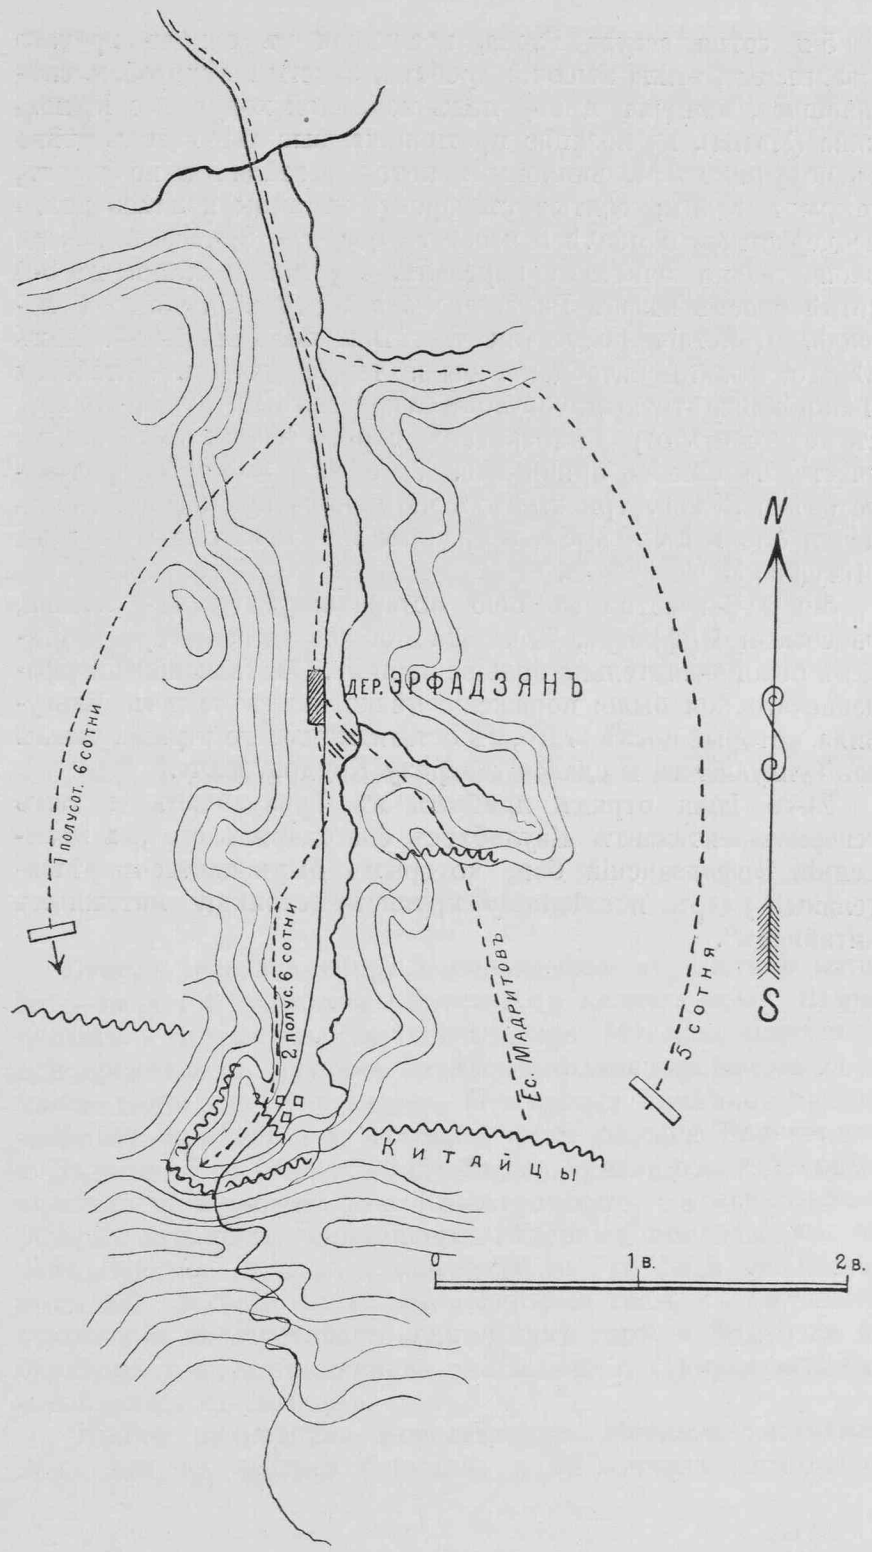 N
дер. ЭРФАДЗЯНЪ
1 полусот. 6 сотни
2 полус. 6 сотни
Ес. Мадритовъ
5 сотня
S
Китайцы
0 1 в. 2 в.